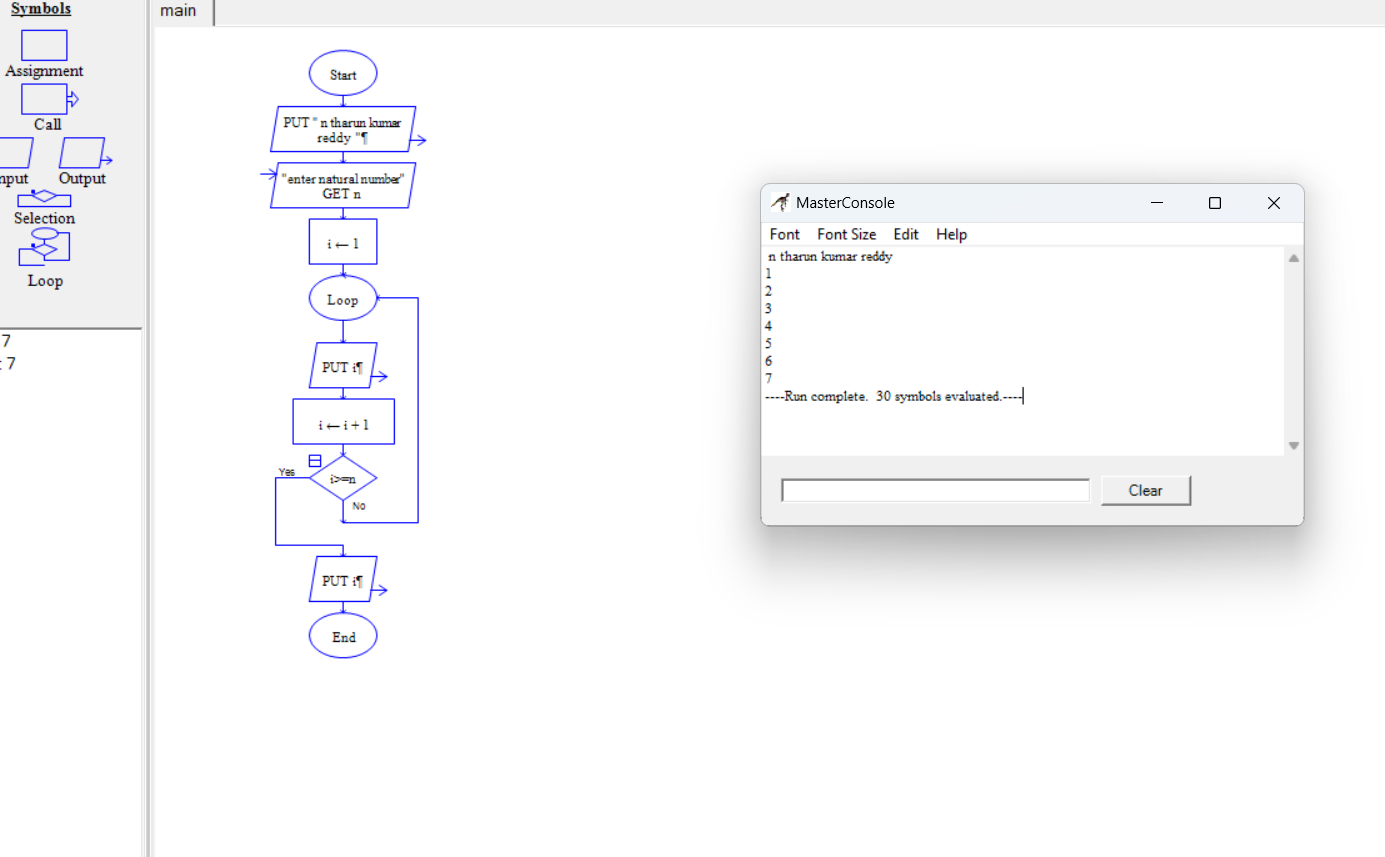 Symbols
main
Assignment
Call
nput
Output
Selection
Loop
7
: 7
Start
PUT " n tharun kumar
reddy "¶
"enter natural number"
GET n
i ← 1
Loop
PUT i¶
i ← i + 1
Yes
i>=n
No
PUT i¶
End
MasterConsole
Font
Font Size
Edit
Help
n tharun kumar reddy
1
2
3
4
5
6
7
----Run complete.  30 symbols evaluated.----
Clear